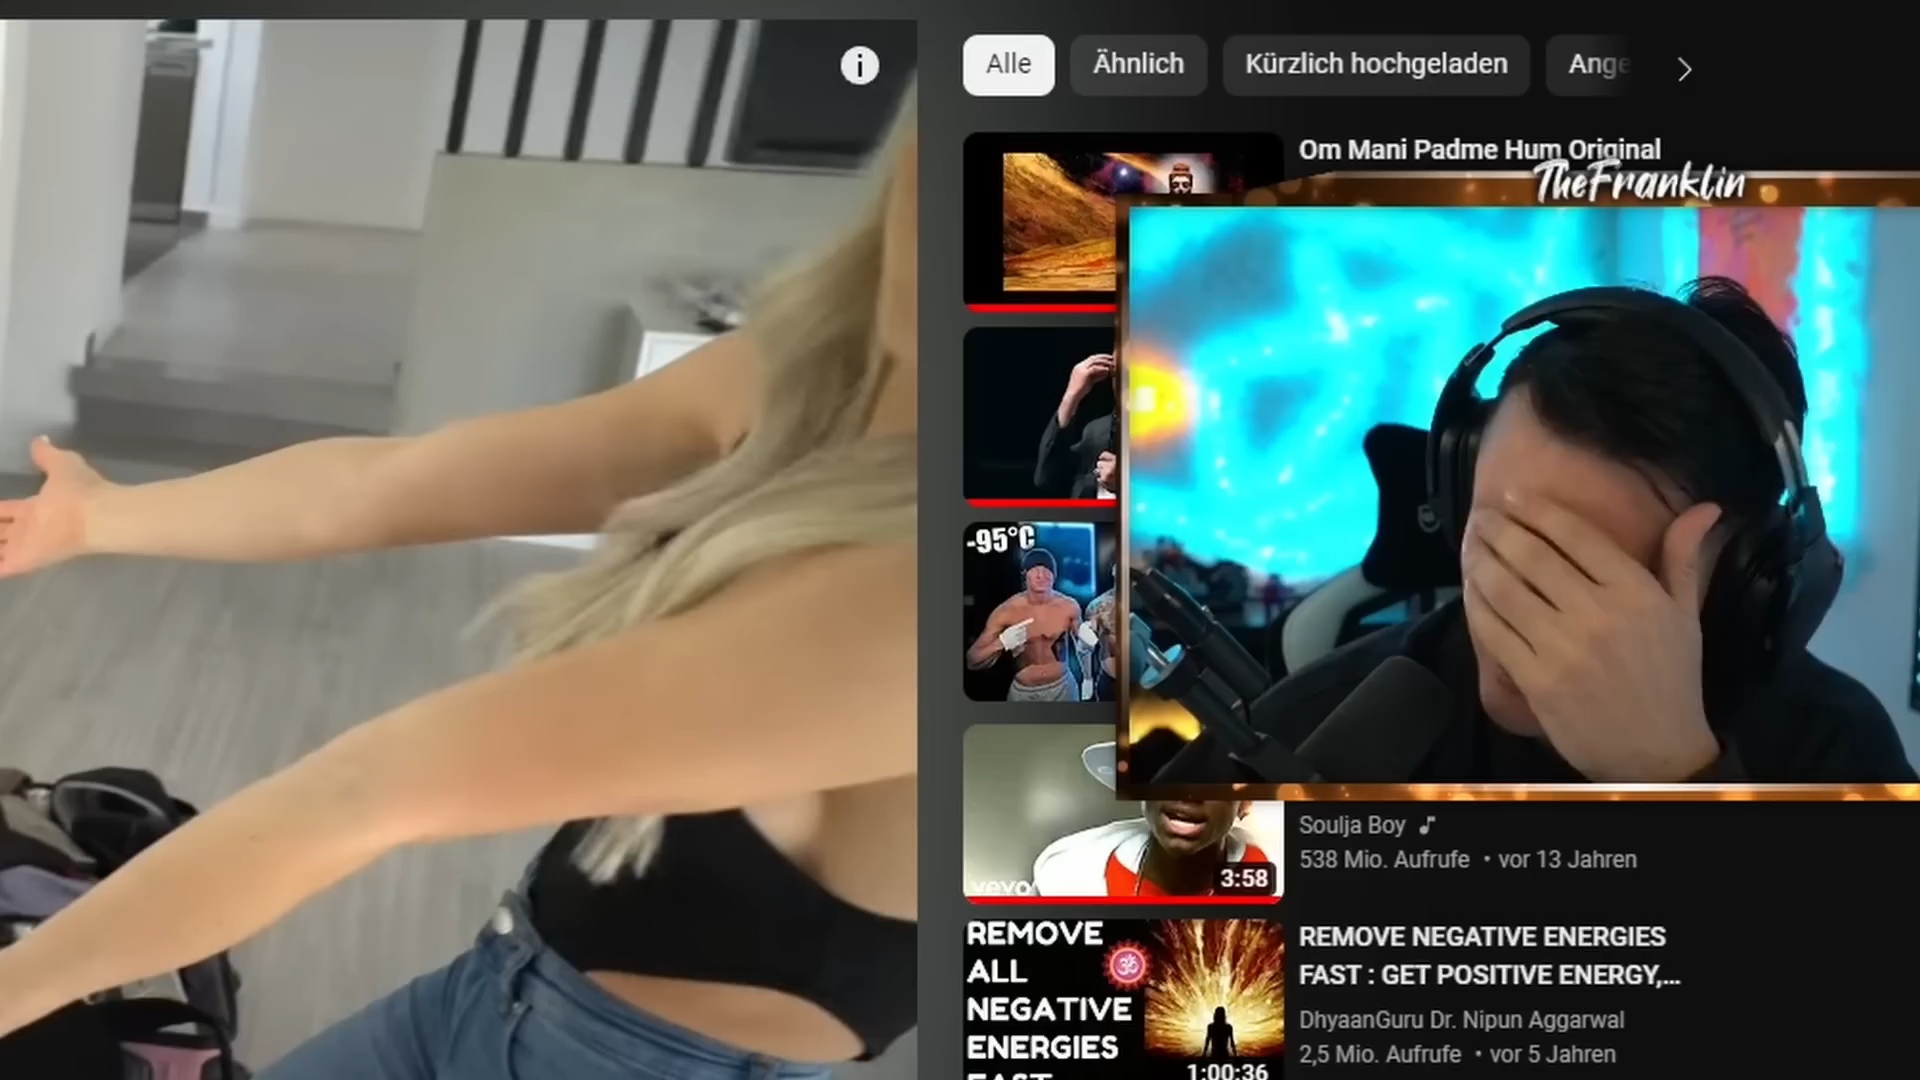 Alle
Ähnlich
Kürzlich hochgeladen
Ange
Om Mani Padme Hum Original
TheFranklin
-95°C
vevo
3:58
Soulja Boy
538 Mio. Aufrufe • vor 13 Jahren
REMOVE
ALL
NEGATIVE
ENERGIES
FAST
1:00:36
REMOVE NEGATIVE ENERGIES
FAST : GET POSITIVE ENERGY,...
DhyaanGuru Dr. Nipun Aggarwal
2,5 Mio. Aufrufe • vor 5 Jahren